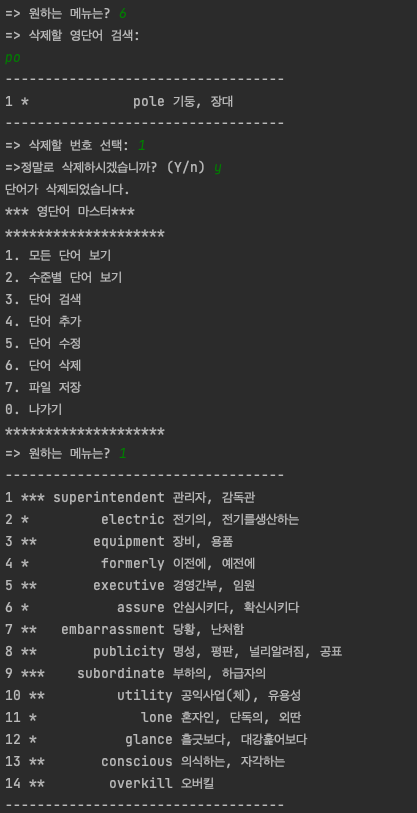 => 원하는 메뉴는? 6
=> 삭제할 영단어 검색:
po
-----------------------------------
1 *             pole 기둥, 장대
-----------------------------------
=> 삭제할 번호 선택: 1
=>정말로 삭제하시겠습니까? (Y/n) y
단어가 삭제되었습니다.
*** 영단어 마스터***
********************
1. 모든 단어 보기
2. 수준별 단어 보기
3. 단어 검색
4. 단어 추가
5. 단어 수정
6. 단어 삭제
7. 파일 저장
0. 나가기
********************
=> 원하는 메뉴는? 1
-----------------------------------
1 *** superintendent 관리자, 감독관
2 *         electric 전기의, 전기를생산하는
3 **       equipment 장비, 용품
4 *         formerly 이전에, 예전에
5 **       executive 경영간부, 임원
6 *           assure 안심시키다, 확신시키다
7 **   embarrassment 당황, 난처함
8 **       publicity 명성, 평판, 널리알려짐, 공표
9 ***    subordinate 부하의, 하급자의
10 **         utility 공익사업(체), 유용성
11 *             lone 혼자인, 단독의, 외딴
12 *           glance 흘긋보다, 대강훑어보다
13 **       conscious 의식하는, 자각하는
14 **        overkill 오버킬
-----------------------------------